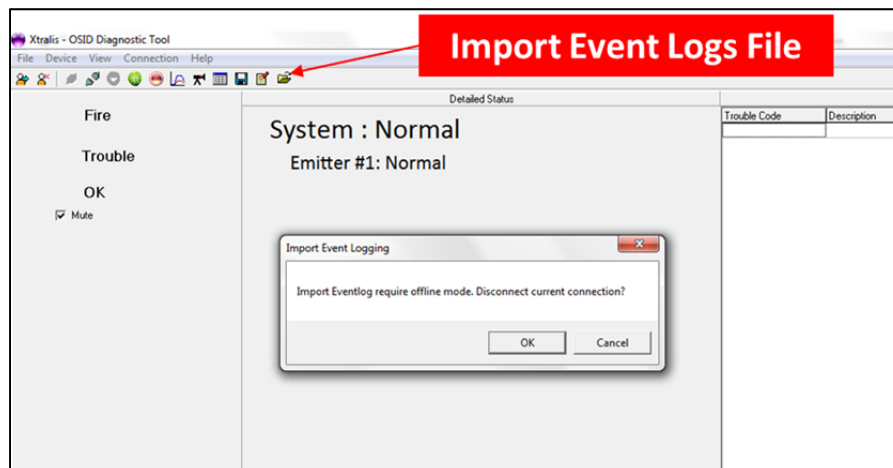 Import Event Logs File
Xtralis - OSID Diagnostic Tool
File Device View Connection Help
Detailed Status
Fire
Trouble
OK
Mute
System : Normal
Emitter #1: Normal
Trouble Code Description
Import Event Logging
Import Eventlog require offline mode. Disconnect current connection?
OK Cancel